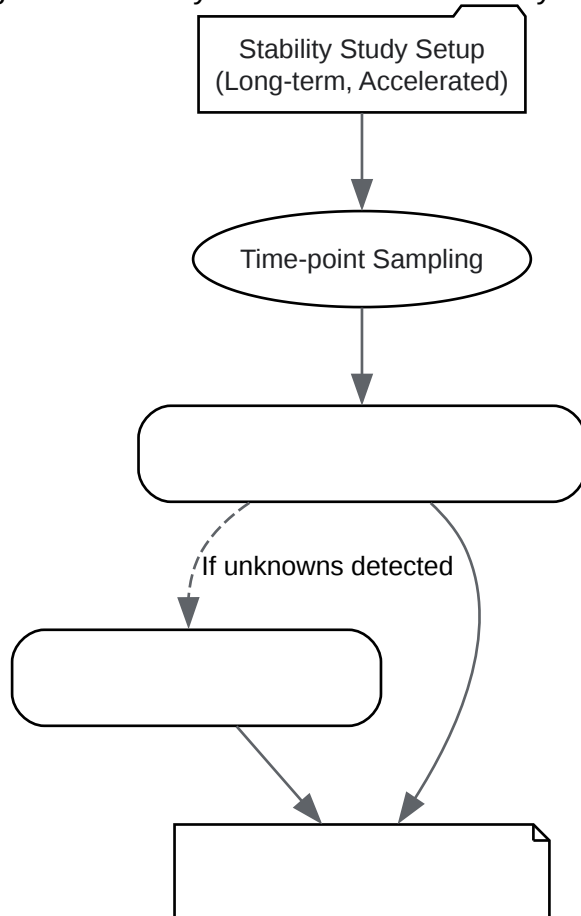 Stability Study Setup
(Long-term, Accelerated)
Time-point Sampling
If unknowns detected